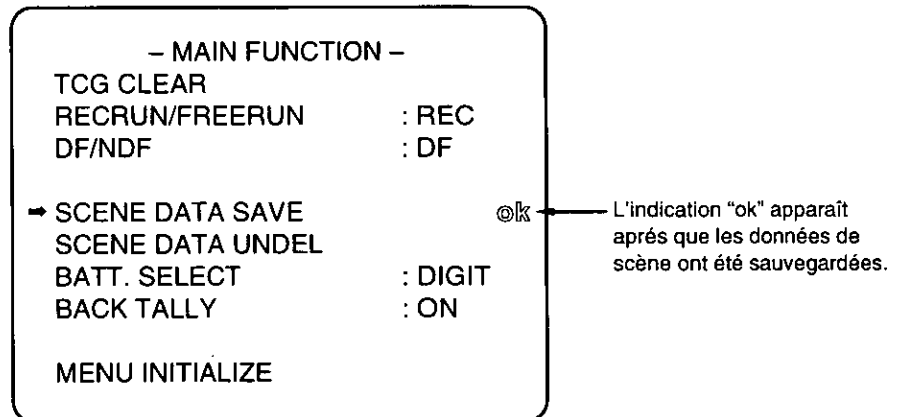 – MAIN FUNCTION –
TCG CLEAR
RECRUN/FREERUN : REC
DF/NDF : DF
➡ SCENE DATA SAVE ok
SCENE DATA UNDEL
BATT. SELECT : DIGIT
BACK TALLY : ON
MENU INITIALIZE
L'indication “ok” apparaît
aprés que les données de
scène ont été sauvegardées.